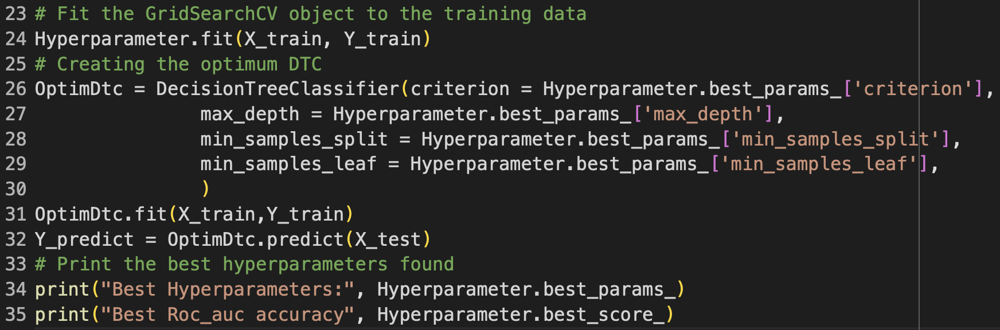 23 # Fit the GridSearchCV object to the training data
24 Hyperparameter.fit(X_train, Y_train)
25 # Creating the optimum DTC
26 OptimDtc = DecisionTreeClassifier(criterion = Hyperparameter.best_params_['criterion'],
27                max_depth = Hyperparameter.best_params_['max_depth'],
28                min_samples_split = Hyperparameter.best_params_['min_samples_split'],
29                min_samples_leaf = Hyperparameter.best_params_['min_samples_leaf'],
30                )
31 OptimDtc.fit(X_train,Y_train)
32 Y_predict = OptimDtc.predict(X_test)
33 # Print the best hyperparameters found
34 print("Best Hyperparameters:", Hyperparameter.best_params_)
35 print("Best Roc_auc accuracy", Hyperparameter.best_score_)